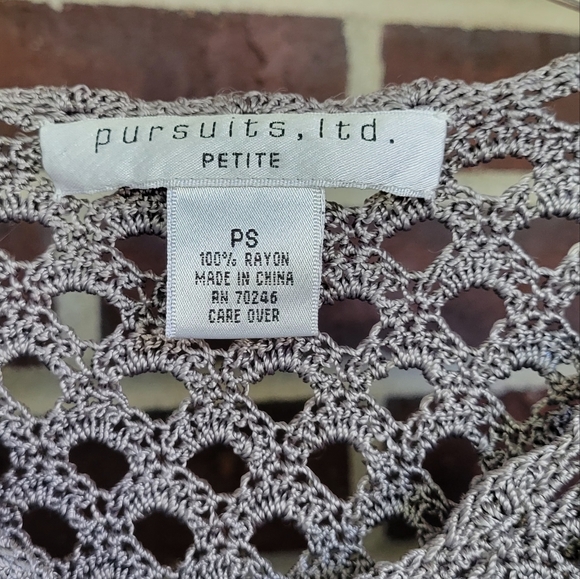 pursuits, ltd.
PETITE
PS
100% RAYON
MADE IN CHINA
RN 70246
CARE OVER